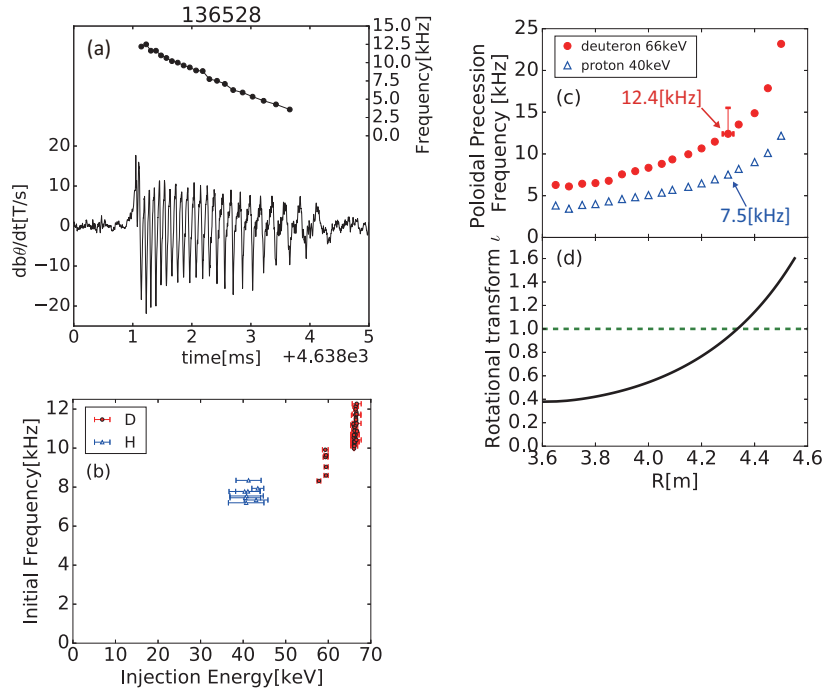 136528
(a)
15.0
12.5
10.0
7.5
5.0
2.5
0.0
Frequency[kHz]
20
10
0
−10
−20
dbθ/dt[T/s]
0 1 2 3 4 5
time[ms]
+4.638e3
(b)
D
H
12
10
8
6
4
2
0
Initial Frequency[kHz]
0 10 20 30 40 50 60 70
Injection Energy[keV]
deuteron 66keV
proton 40keV
(c)
12.4[kHz]
7.5[kHz]
25
20
15
10
5
0
Poloidal Precession
Frequency [kHz]
(d)
1.6
1.4
1.2
1.0
0.8
0.6
0.4
0.2
0.0
Rotational transform ι
3.6 3.8 4.0 4.2 4.4 4.6
R[m]